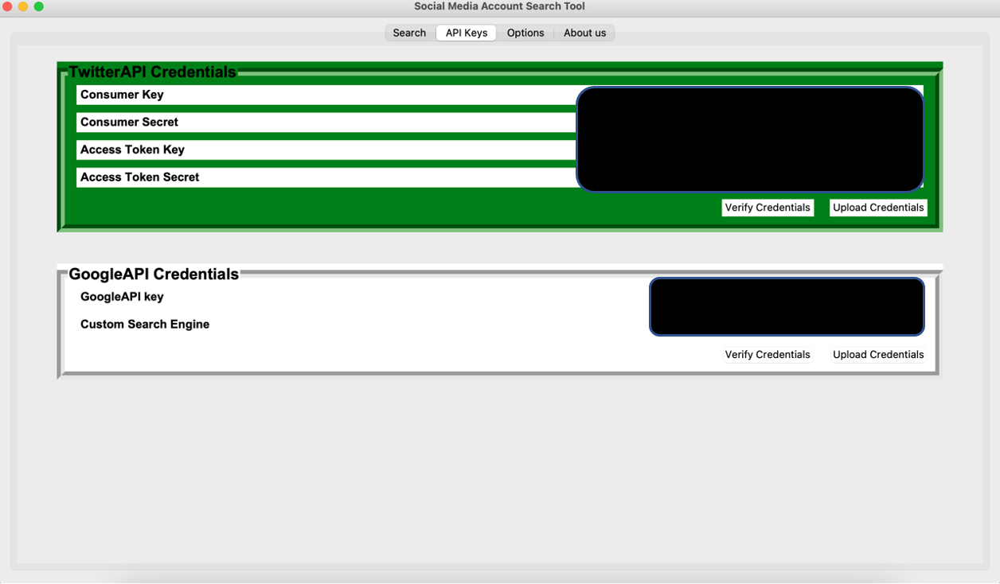 Social Media Account Search Tool
Search API Keys Options About us
TwitterAPI Credentials
Consumer Key
Consumer Secret
Access Token Key
Access Token Secret
Verify Credentials Upload Credentials
GoogleAPI Credentials
GoogleAPI key
Custom Search Engine
Verify Credentials Upload Credentials